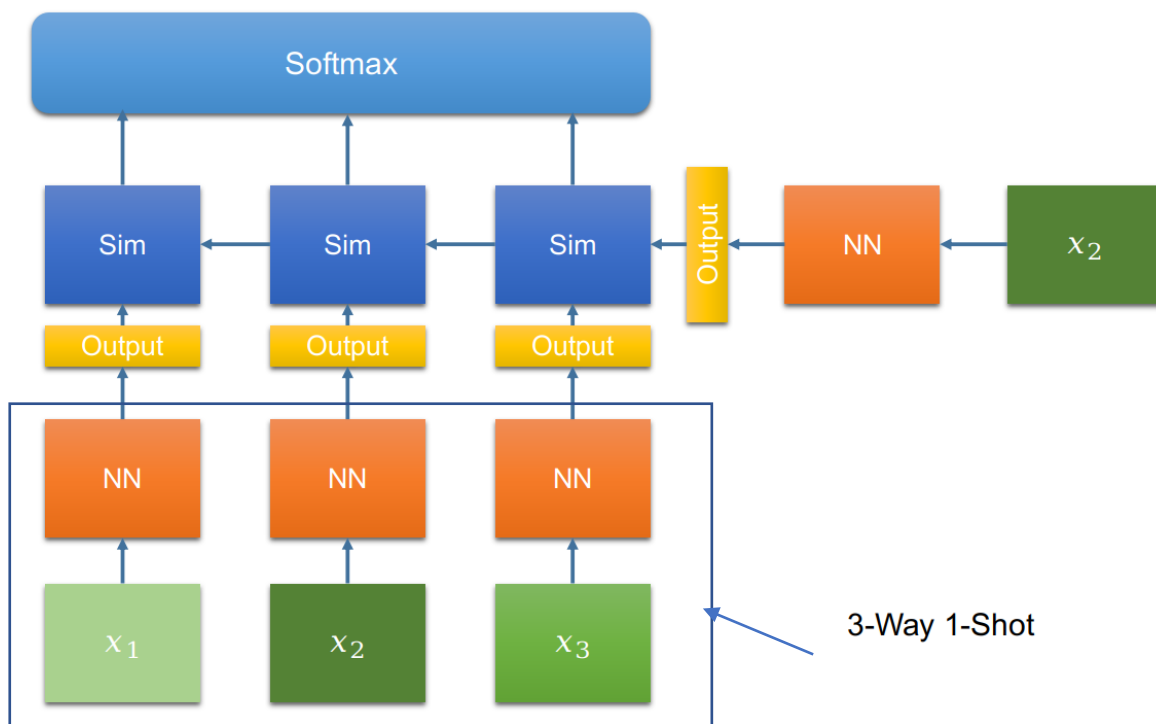 Softmax
Sim
Sim
Sim
Output
NN
x₂
Output
Output
Output
NN
NN
NN
x₁
x₂
x₃
3-Way 1-Shot